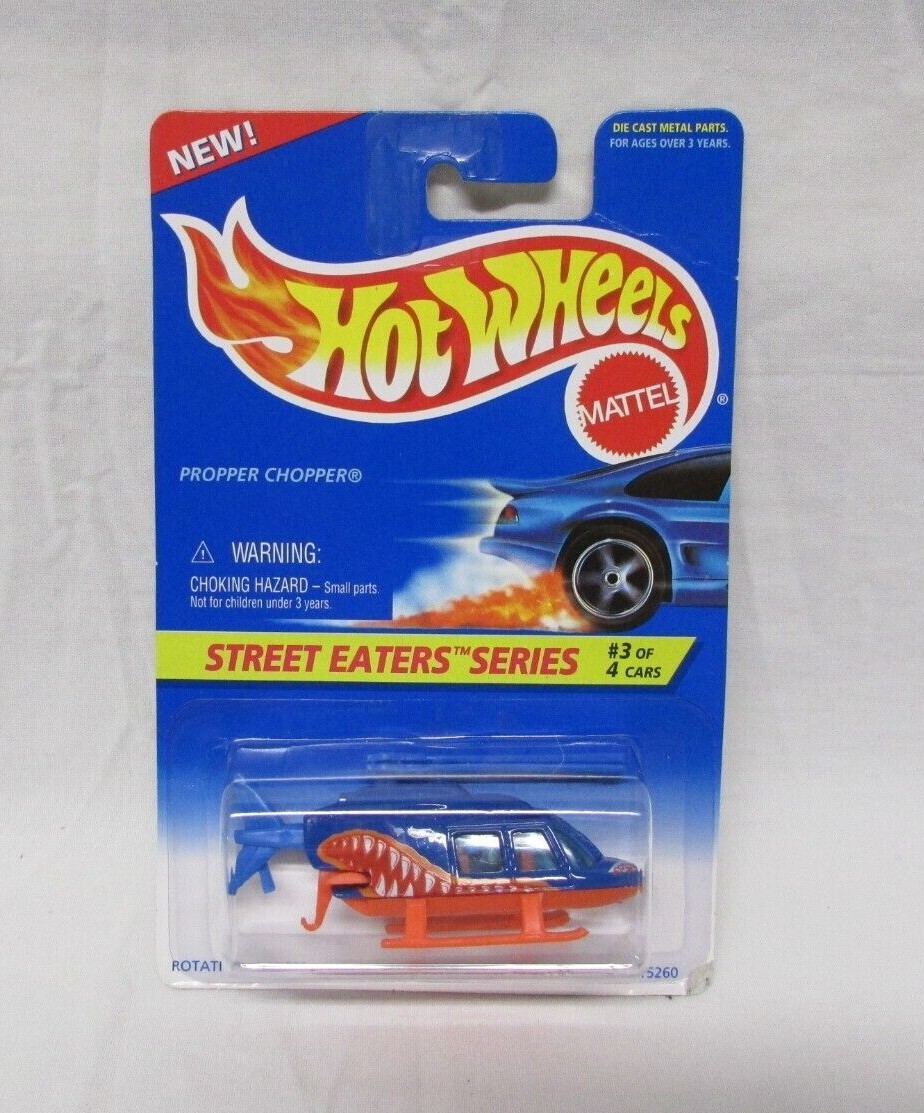 NEW!
DIE CAST METAL PARTS.
FOR AGES OVER 3 YEARS.
HOT WHEELS
MATTEL
®
PROPPER CHOPPER®
⚠ WARNING:
CHOKING HAZARD – Small parts.
Not for children under 3 years.
STREET EATERS™ SERIES
#3 OF
4 CARS
ROTATI
5260